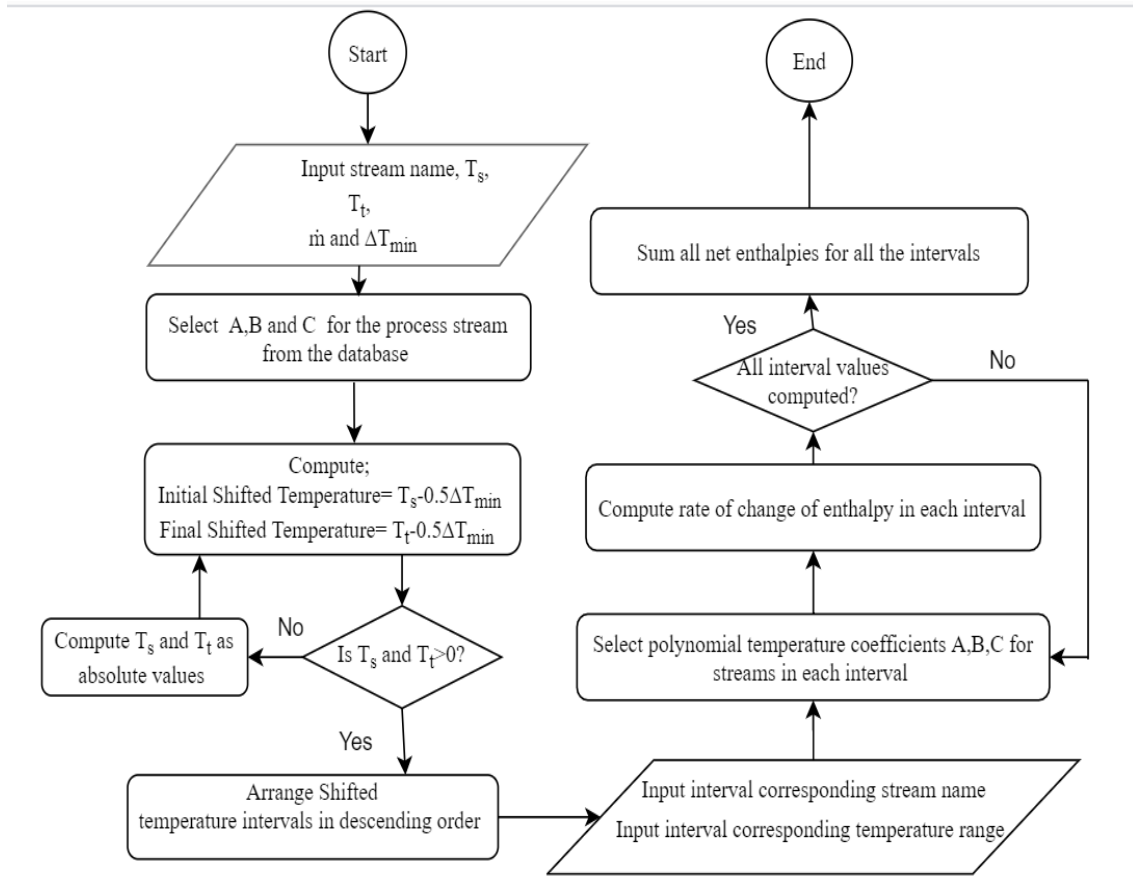 Start
Input stream name, Ts,
Tt,
ṁ and ΔTmin
Select A,B and C for the process stream
from the database
Compute;
Initial Shifted Temperature= Ts-0.5ΔTmin
Final Shifted Temperature= Tt-0.5ΔTmin
Is Ts and Tt>0?
No
Compute Ts and Tt as
absolute values
Yes
Arrange Shifted
temperature intervals in descending order
Input interval corresponding stream name
Input interval corresponding temperature range
Select polynomial temperature coefficients A,B,C for
streams in each interval
Compute rate of change of enthalpy in each interval
All interval values
computed?
No
Yes
Sum all net enthalpies for all the intervals
End